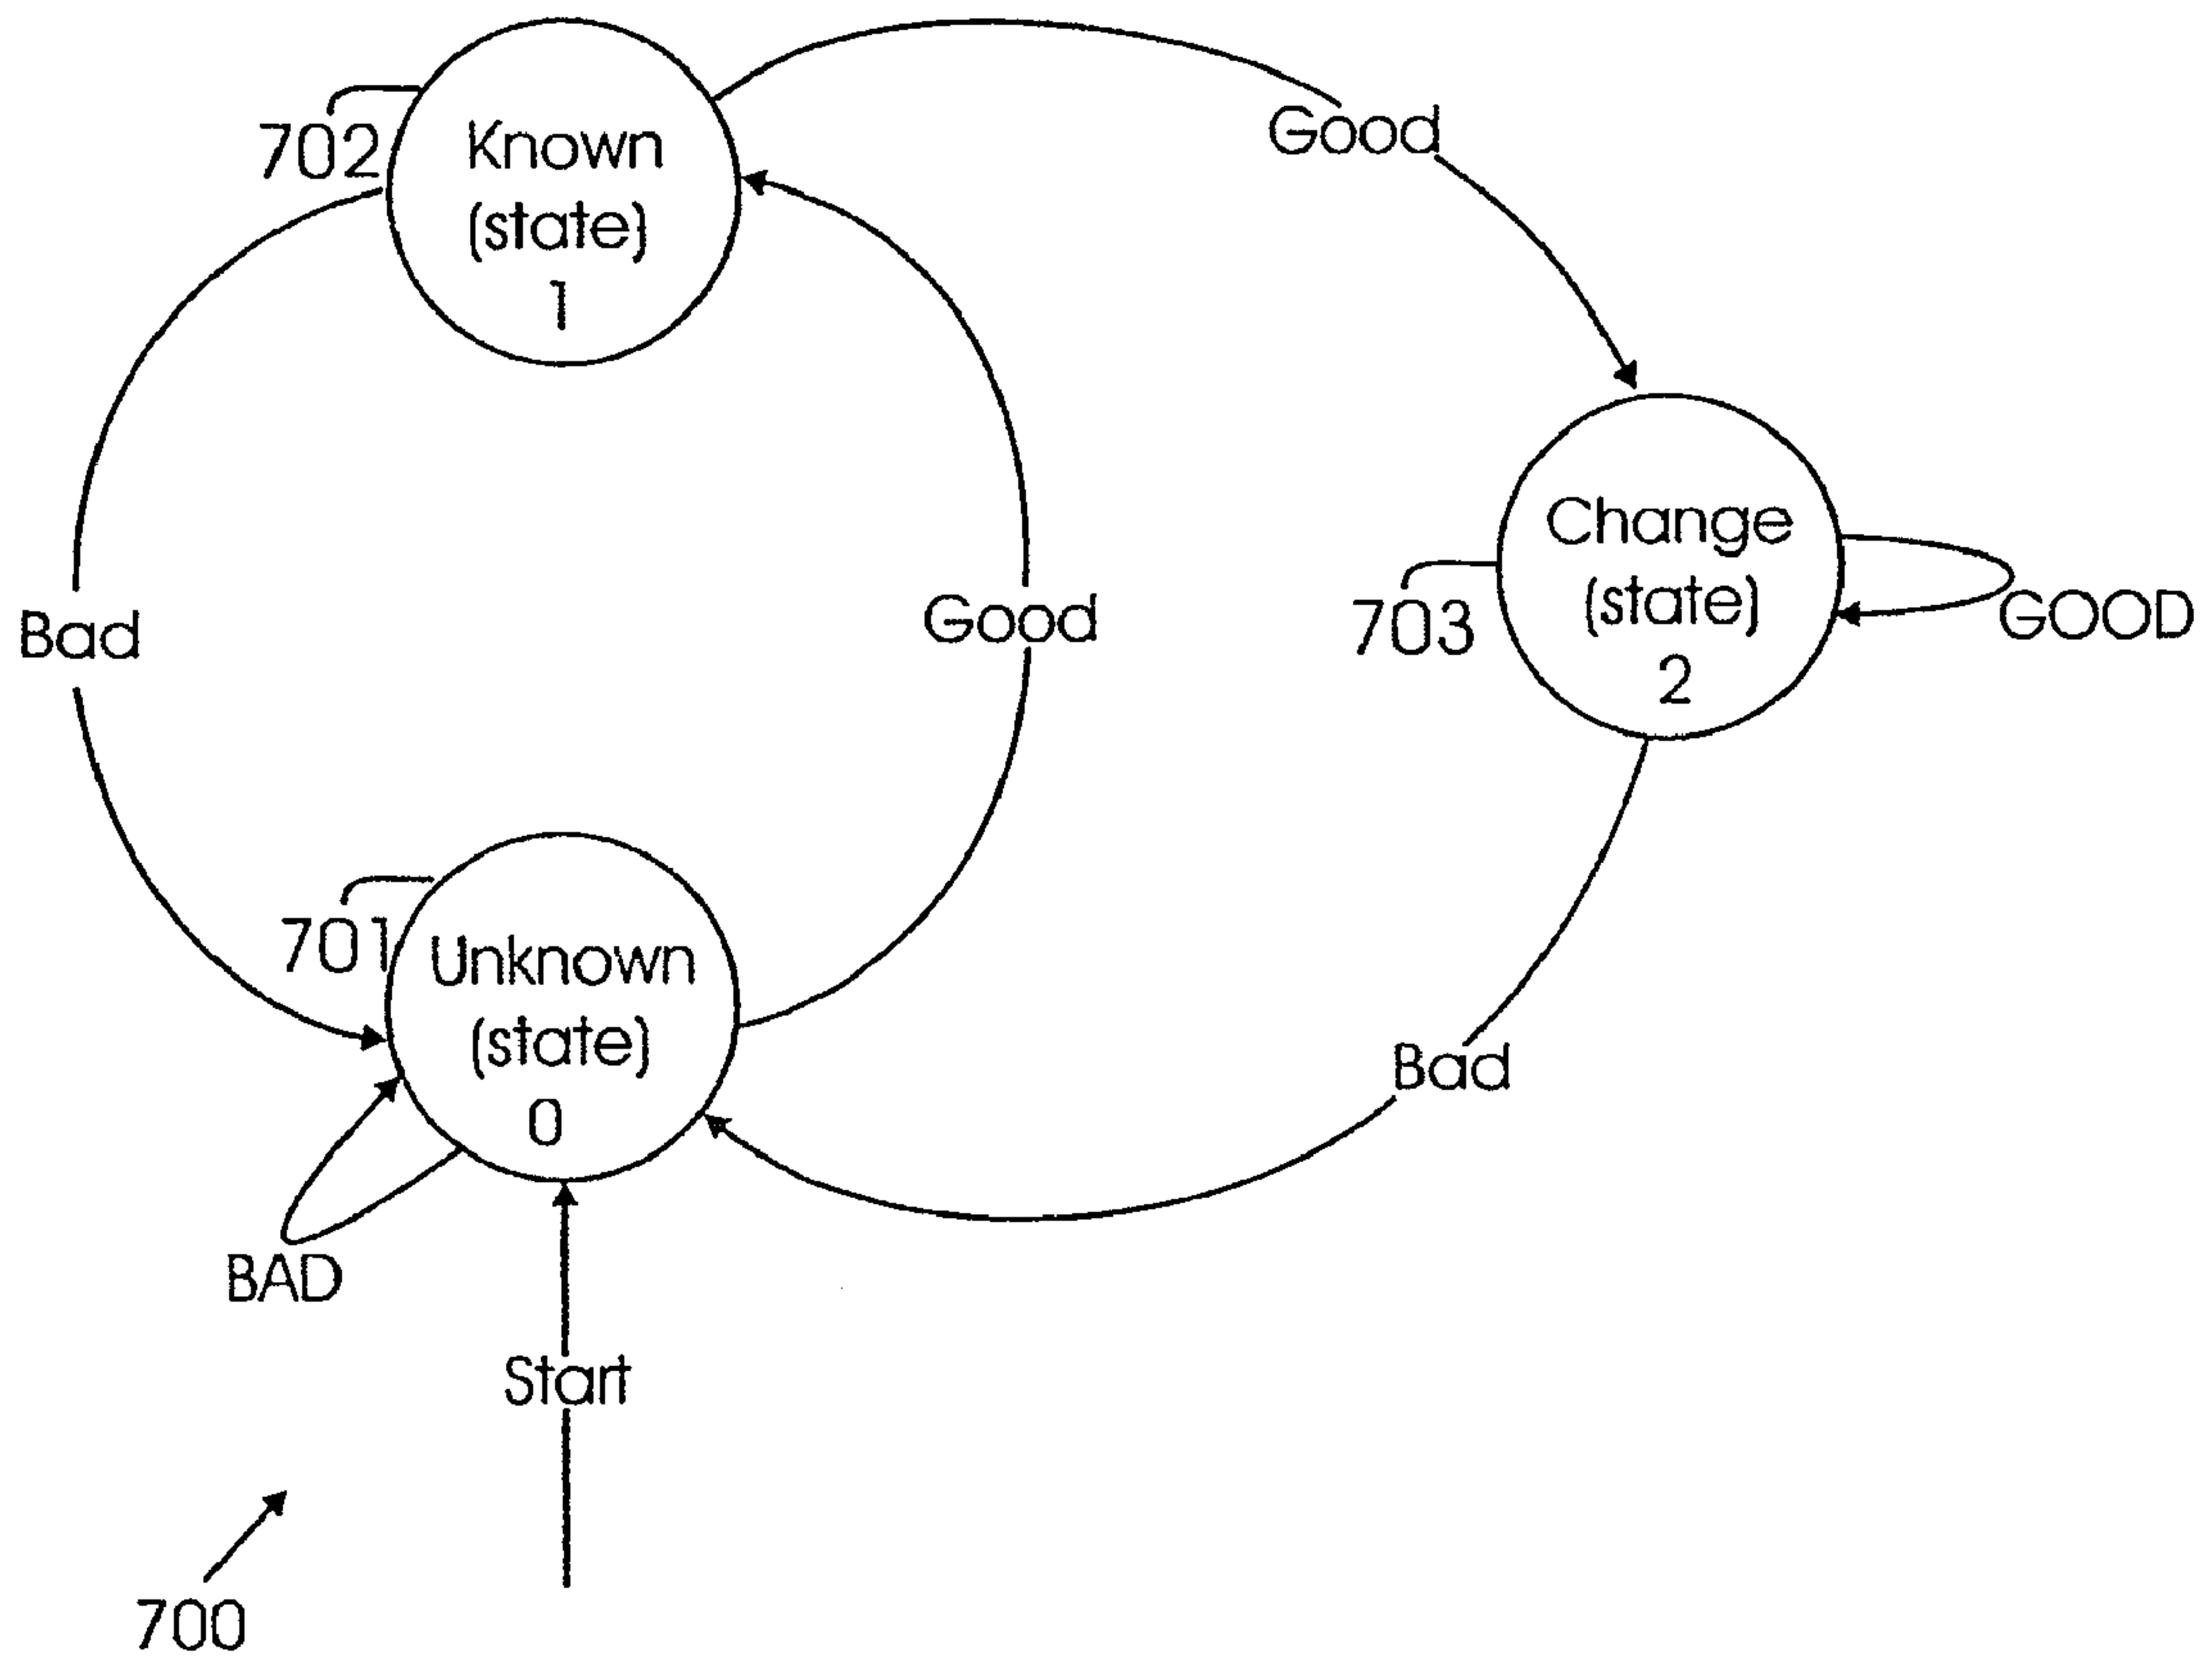 702
Known
(state)
1
Good
Change
(state)
2
703
GOOD
Bad
Good
701
Unknown
(state)
0
Bad
BAD
Start
700